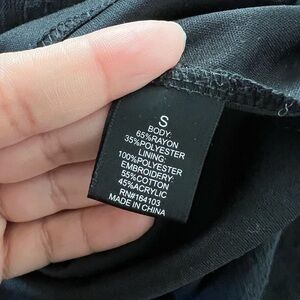 S
BODY:
65%RAYON
35%POLYESTER
LINING:
100%POLYESTER
EMBROIDERY:
55%COTTON
45%ACRYLIC
RN#164103
MADE IN CHINA